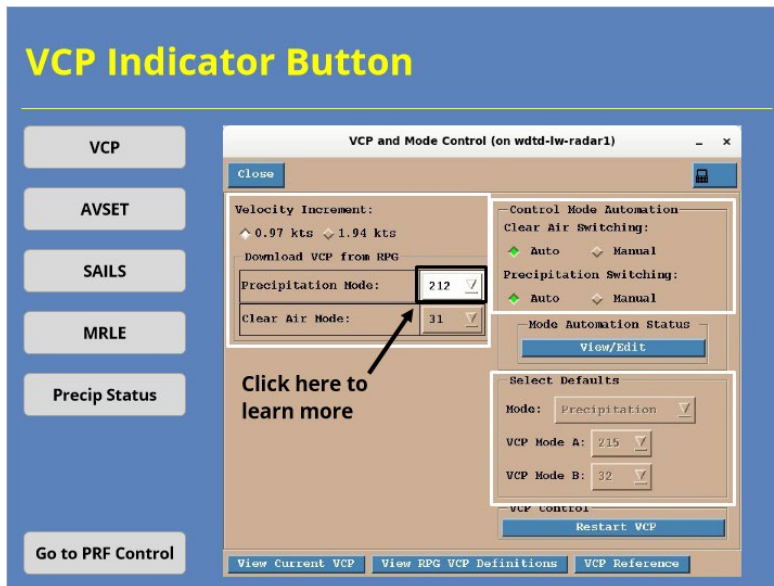 VCP Indicator Button
VCP
AVSET
SAILS
MRLE
Precip Status
Go to PRF Control
VCP and Mode Control (on wdtd-lw-radar1)
Close
Velocity Increment:
0.97 kts 1.94 kts
Download VCP from RPG
Precipitation Mode: 212
Clear Air Mode: 31
Click here to
learn more
Control Mode Automation
Clear Air Switching:
Auto Manual
Precipitation Switching:
Auto Manual
Mode Automation Status
View/Edit
Select Defaults
Mode: Precipitation
VCP Mode A: 215
VCP Mode B: 32
VCP Control
Restart VCP
View Current VCP View RPG VCP Definitions VCP Reference